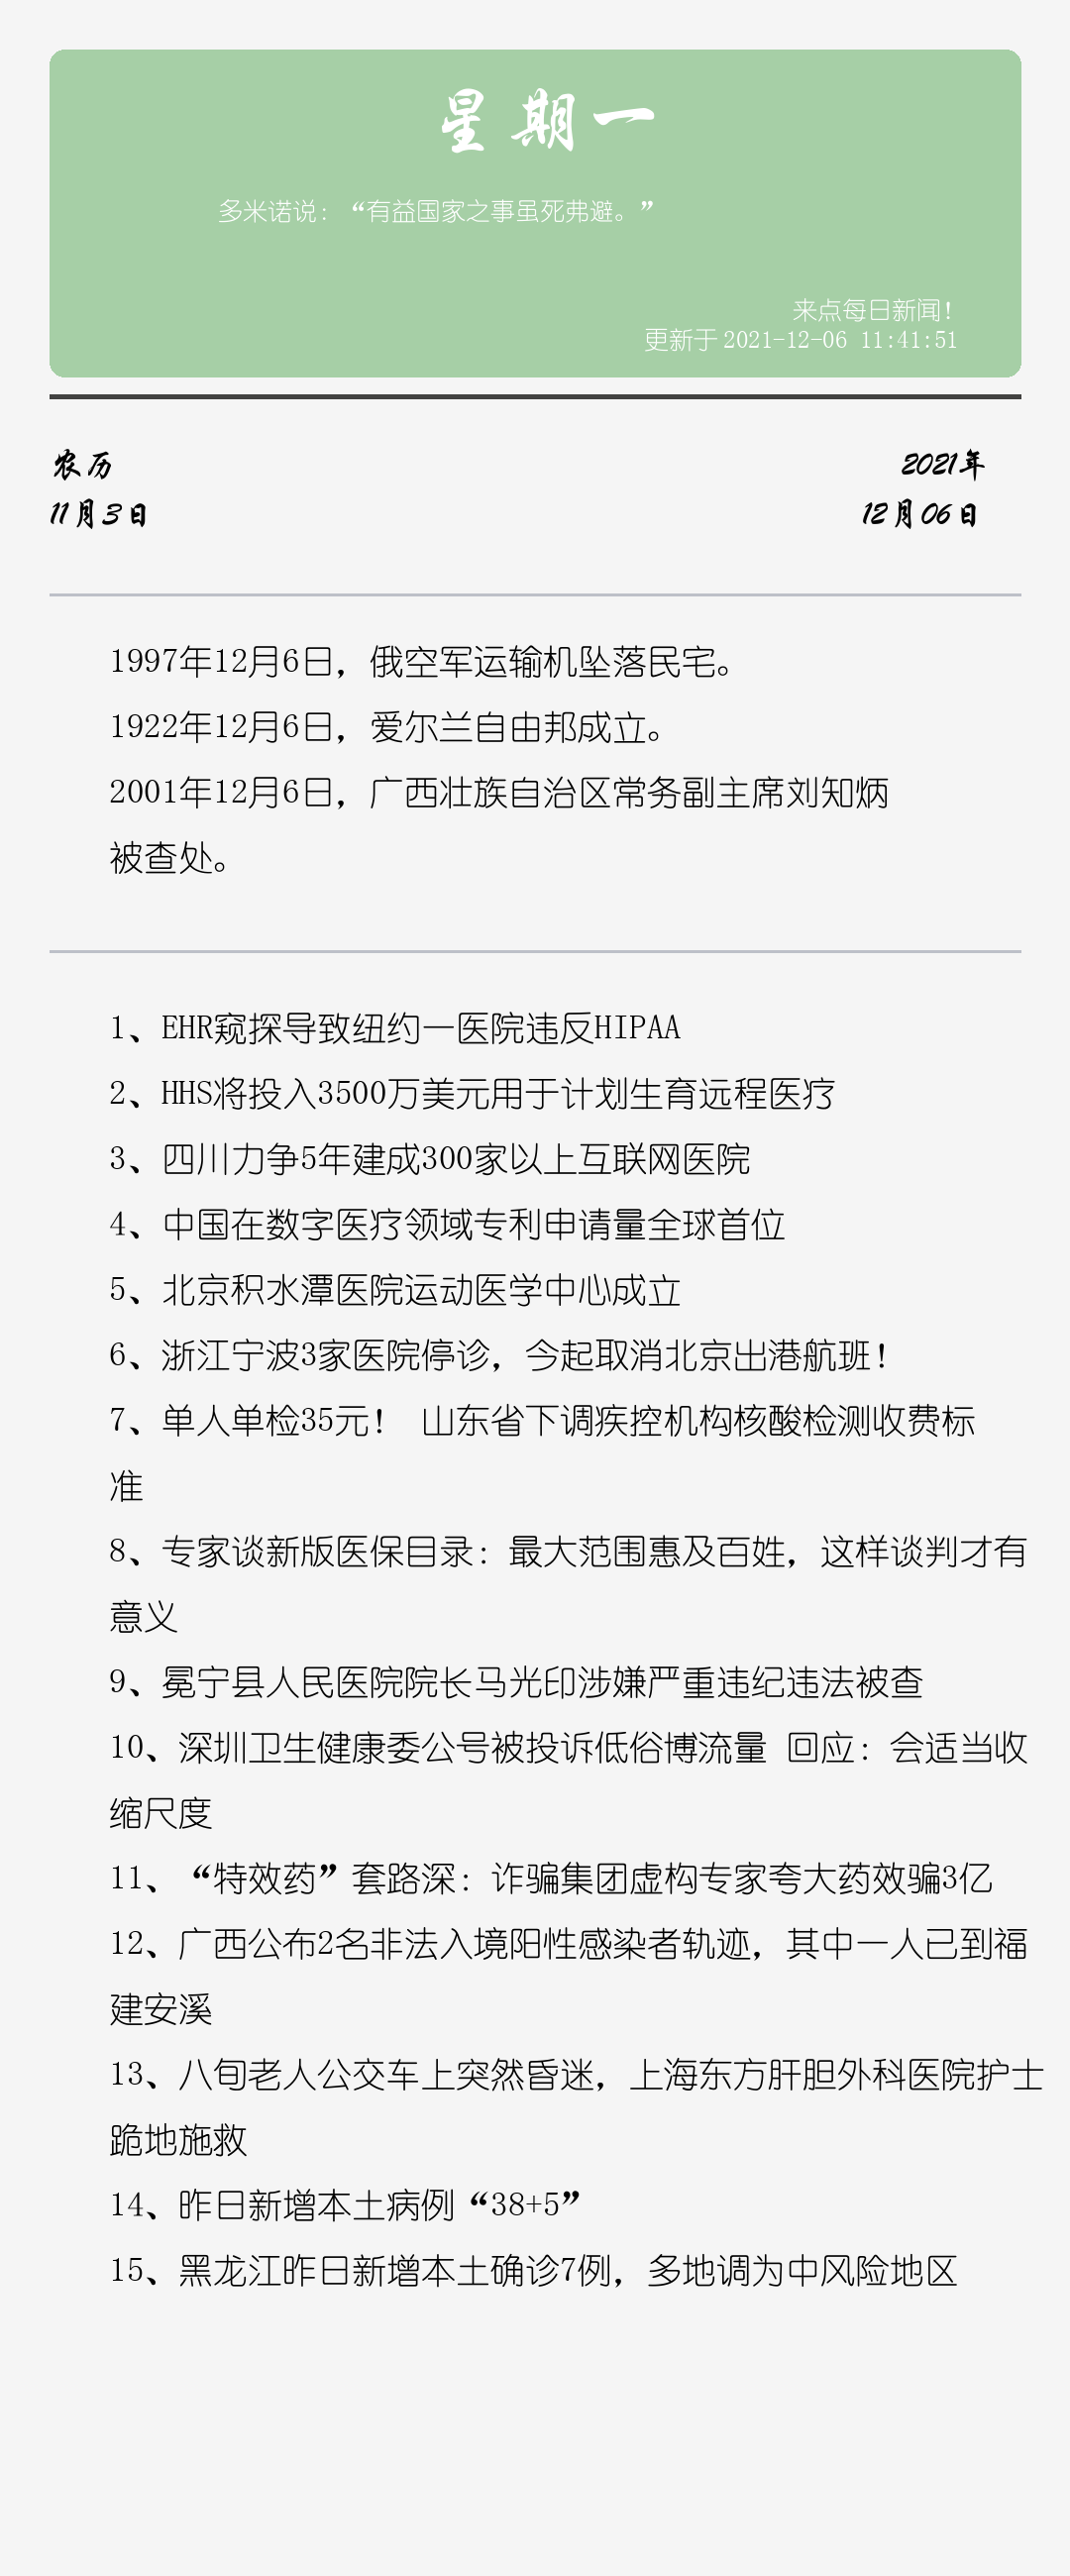 星期一
多米诺说：“有益国家之事虽死弗避。”
来点每日新闻！
更新于 2021-12-06 11:41:51
农历
2021年
11月3日
12月06日
1997年12月6日，俄空军运输机坠落民宅。
1922年12月6日，爱尔兰自由邦成立。
2001年12月6日，广西壮族自治区常务副主席刘知炳
被查处。
1、EHR窥探导致纽约一医院违反HIPAA
2、HHS将投入3500万美元用于计划生育远程医疗
3、四川力争5年建成300家以上互联网医院
4、中国在数字医疗领域专利申请量全球首位
5、北京积水潭医院运动医学中心成立
6、浙江宁波3家医院停诊，今起取消北京出港航班！
7、单人单检35元！ 山东省下调疾控机构核酸检测收费标
准
8、专家谈新版医保目录：最大范围惠及百姓，这样谈判才有
意义
9、冕宁县人民医院院长马光印涉嫌严重违纪违法被查
10、深圳卫生健康委公号被投诉低俗博流量 回应：会适当收
缩尺度
11、“特效药”套路深：诈骗集团虚构专家夸大药效骗3亿
12、广西公布2名非法入境阳性感染者轨迹，其中一人已到福
建安溪
13、八旬老人公交车上突然昏迷，上海东方肝胆外科医院护士
跪地施救
14、昨日新增本土病例“38+5”
15、黑龙江昨日新增本土确诊7例，多地调为中风险地区